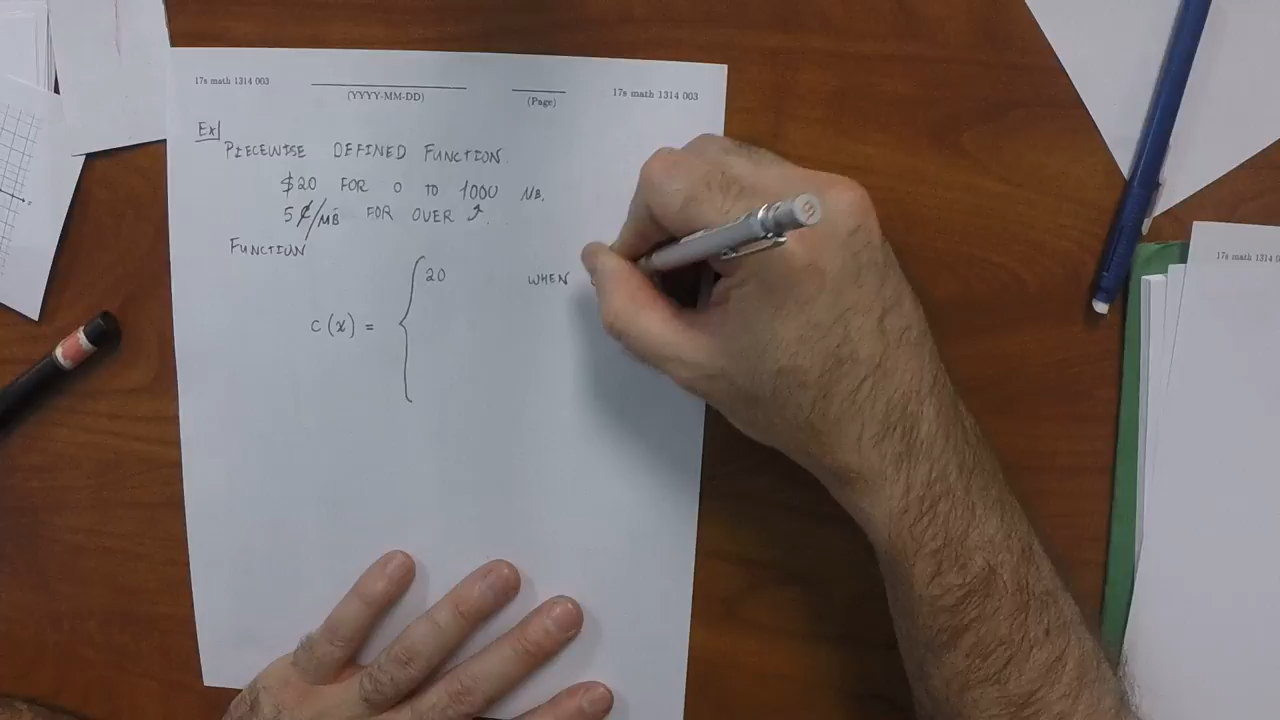 17s math 1314 003 (YYYY-MM-DD) (Page) 17s math 1314 003
Ex
PIECEWISE DEFINED FUNCTION.
$20 FOR 0 TO 1000 MB.
5¢/MB FOR OVER ⤴.
FUNCTION
20 WHEN
C(x) = {
17s math 1314 0